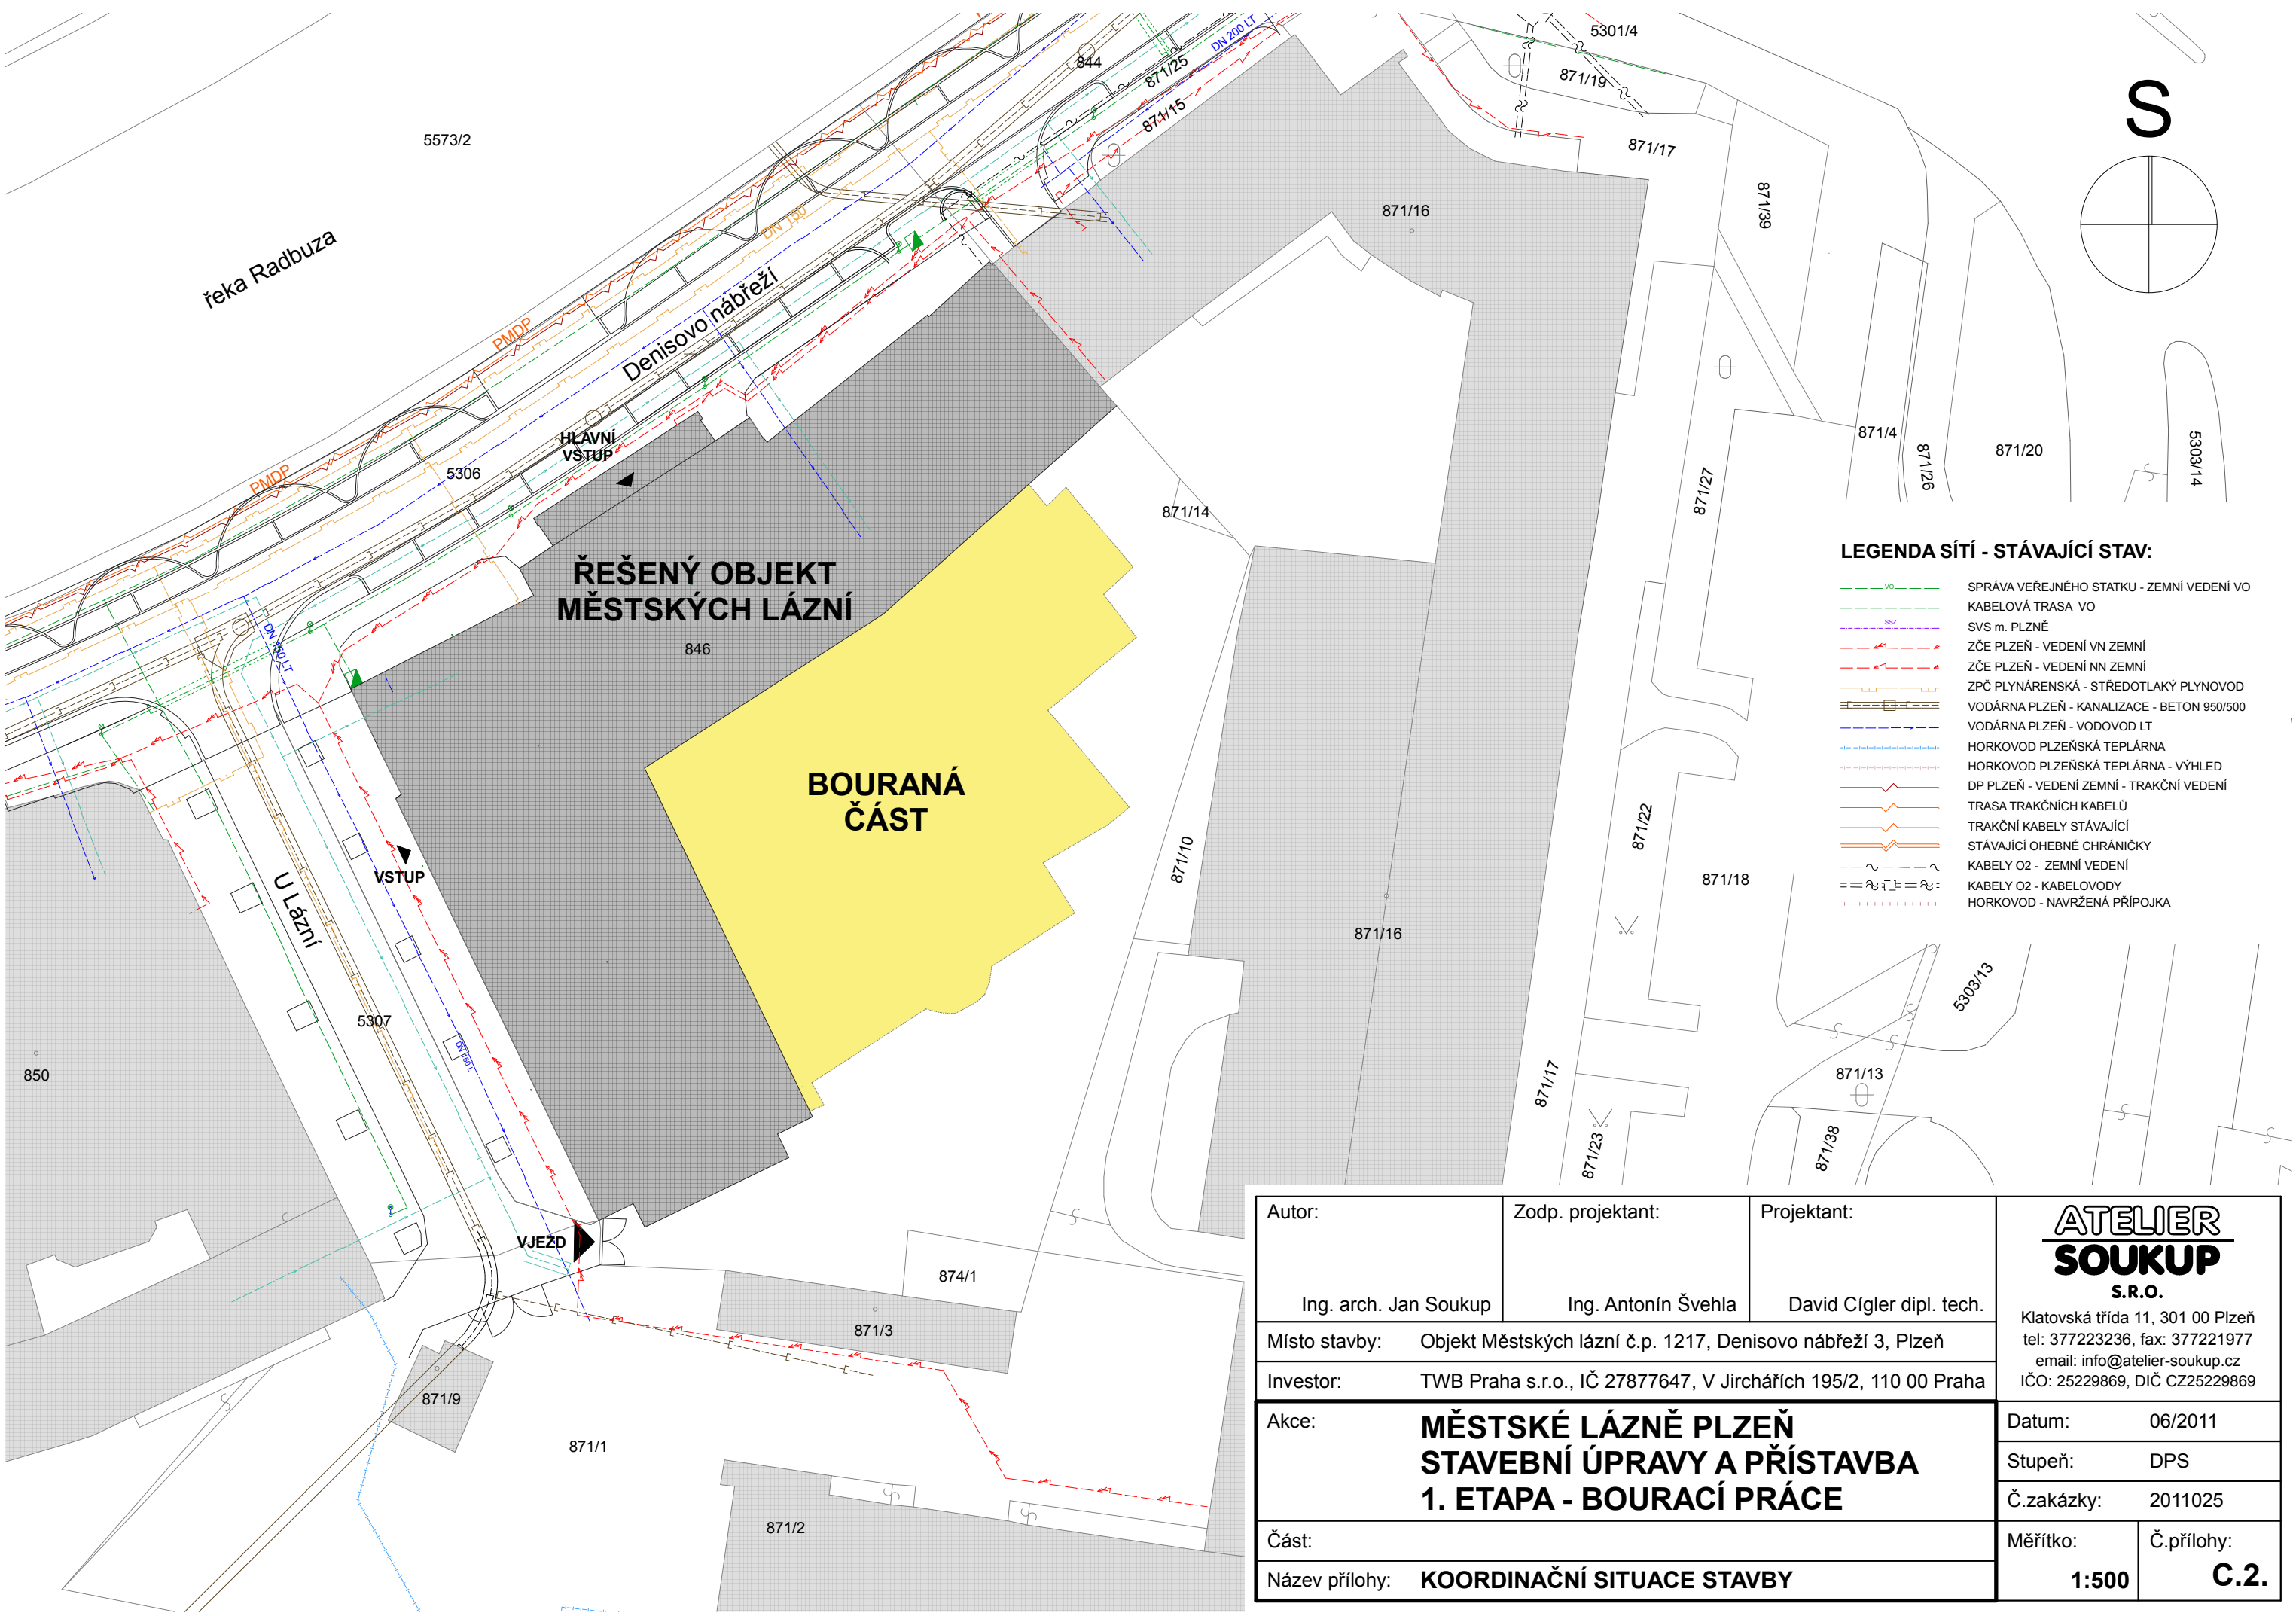 5301/4
844
DN 200 LT
871/25
871/19
S
5573/2
871/15
871/17
871/39
871/16
DN 150
řeka Radbuza
Denisovo nábřeží
PMDP
HLAVNÍ
VSTUP
PMDP
5306
871/4
871/26
871/20
5303/14
871/27
871/14
ŘEŠENÝ OBJEKT
MĚSTSKÝCH LÁZNÍ
846
DN 150 LT
BOURANÁ
ČÁST
VSTUP
U Lázní
871/10
871/22
871/18
871/16
5307
DN 150 L
850
5303/13
871/13
871/17
871/23
871/38
VJEZD
874/1
871/3
871/9
871/1
871/2
LEGENDA SÍTÍ - STÁVAJÍCÍ STAV:
VO SPRÁVA VEŘEJNÉHO STATKU - ZEMNÍ VEDENÍ VO
KABELOVÁ TRASA VO
SSZ SVS m. PLZNĚ
ZČE PLZEŇ - VEDENÍ VN ZEMNÍ
ZČE PLZEŇ - VEDENÍ NN ZEMNÍ
ZPČ PLYNÁRENSKÁ - STŘEDOTLAKÝ PLYNOVOD
VODÁRNA PLZEŇ - KANALIZACE - BETON 950/500
VODÁRNA PLZEŇ - VODOVOD LT
HORKOVOD PLZEŇSKÁ TEPLÁRNA
HORKOVOD PLZEŇSKÁ TEPLÁRNA - VÝHLED
DP PLZEŇ - VEDENÍ ZEMNÍ - TRAKČNÍ VEDENÍ
TRASA TRAKČNÍCH KABELŮ
TRAKČNÍ KABELY STÁVAJÍCÍ
STÁVAJÍCÍ OHEBNÉ CHRÁNIČKY
KABELY O2 - ZEMNÍ VEDENÍ
KABELY O2 - KABELOVODY
HORKOVOD - NAVRŽENÁ PŘÍPOJKA
Autor:
Ing. arch. Jan Soukup
Zodp. projektant:
Ing. Antonín Švehla
Projektant:
David Cígler dipl. tech.
ATELIER
SOUKUP
S.R.O.
Klatovská třída 11, 301 00 Plzeň
tel: 377223236, fax: 377221977
email: info@atelier-soukup.cz
IČO: 25229869, DIČ CZ25229869
Místo stavby: Objekt Městských lázní č.p. 1217, Denisovo nábřeží 3, Plzeň
Investor: TWB Praha s.r.o., IČ 27877647, V Jirchářích 195/2, 110 00 Praha
Akce: MĚSTSKÉ LÁZNĚ PLZEŇ
STAVEBNÍ ÚPRAVY A PŘÍSTAVBA
1. ETAPA - BOURACÍ PRÁCE
Datum: 06/2011
Stupeň: DPS
Č.zakázky: 2011025
Část:
Název přílohy: KOORDINAČNÍ SITUACE STAVBY
Měřítko:
1:500
Č.přílohy:
C.2.